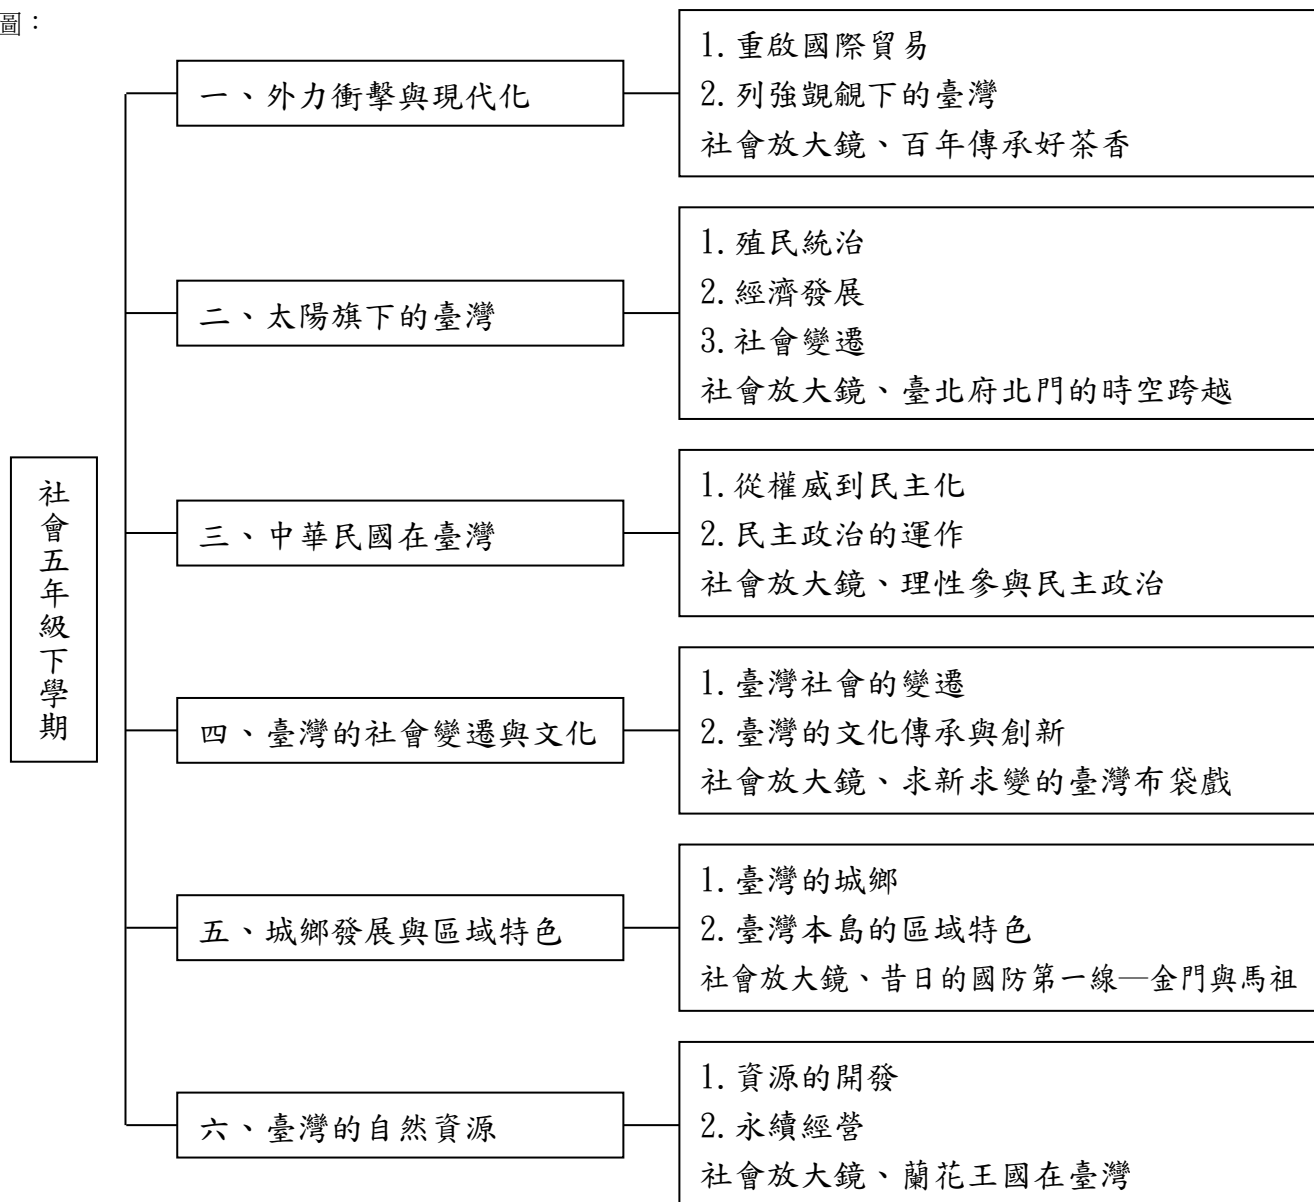 圖：
社會五年級下學期
一、外力衝擊與現代化
1.重啟國際貿易
2.列強覬覦下的臺灣
社會放大鏡、百年傳承好茶香
二、太陽旗下的臺灣
1.殖民統治
2.經濟發展
3.社會變遷
社會放大鏡、臺北府北門的時空跨越
三、中華民國在臺灣
1.從權威到民主化
2.民主政治的運作
社會放大鏡、理性參與民主政治
四、臺灣的社會變遷與文化
1.臺灣社會的變遷
2.臺灣的文化傳承與創新
社會放大鏡、求新求變的臺灣布袋戲
五、城鄉發展與區域特色
1.臺灣的城鄉
2.臺灣本島的區域特色
社會放大鏡、昔日的國防第一線—金門與馬祖
六、臺灣的自然資源
1.資源的開發
2.永續經營
社會放大鏡、蘭花王國在臺灣